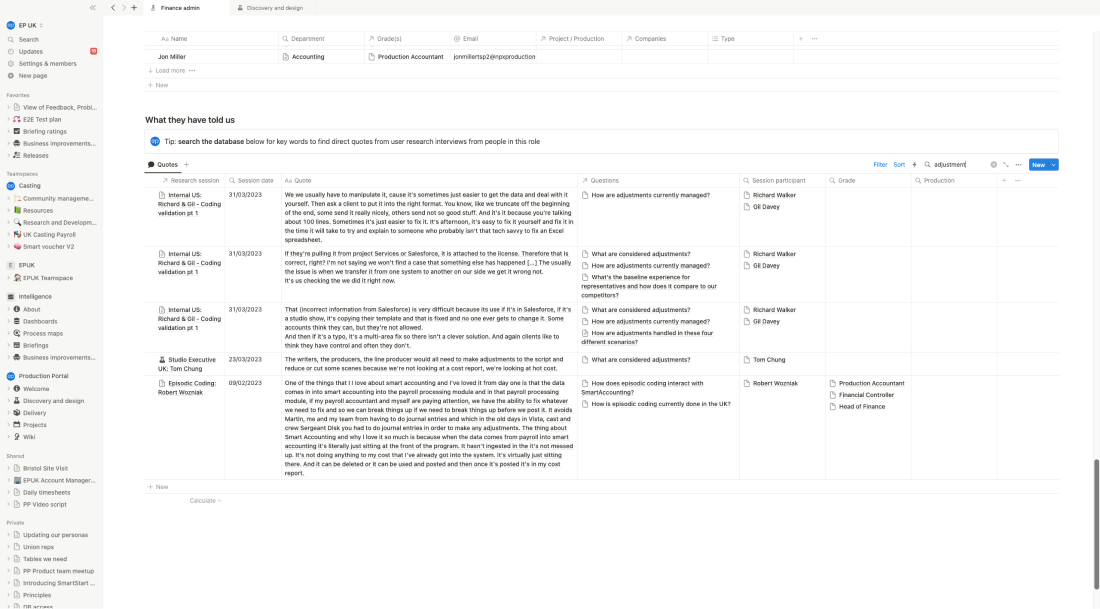 Finance admin
Discovery and design
EP UK
Search
Updates
Settings & members
New page
Favorites
View of Feedback, Probl...
E2E Test plan
Briefing ratings
Business improvements...
Releases
Teamspaces
Casting
Community manageme...
Resources
Research and Developm...
UK Casting Payroll
Smart voucher V2
EPUK
EPUK Teamspace
Intelligence
About
Dashboards
Process maps
Briefings
Business improvements...
Production Portal
Welcome
Discovery and design
Delivery
Projects
Wiki
Shared
Bristol Site Visit
EPUK Account Manager...
Daily timesheets
PP Video script
Private
Updating our personas
Union reps
Tables we need
PP Product team meetup
Introducing SmartStart ...
Principles
QB access
Aa Name
Department
Grade(s)
@ Email
Project / Production
Companies
Type
+ ...
Jon Miller
Accounting
Production Accountant
jonmillertsp2@npxproduction
Load more ...
+ New
What they have told us
Tip: search the database below for key words to find direct quotes from user research interviews from people in this role
Quotes +
Filter Sort
adjustment
...
New
Research session
Session date
Aa Quote
Questions
Session participant
Grade
Production
+ ...
Internal US:
Richard & Gil - Coding
validation pt 1
31/03/2023
We we usually have to manipulate it, cause it's sometimes just easier to get the data and deal with it
yourself. Then ask a client to put it into the right format. You know, like we truncate off the beginning
of the end, some send it really nicely, others send not so good stuff. And it's because you're talking
about 100 lines. Sometimes it's just easier to fix it. It's afternoon, it's easy to fix it yourself and fix it in
the time it will take to try and explain to someone who probably isn't that tech savvy to fix an Excel
spreadsheet.
How are adjustments currently managed?
Richard Walker
Gil Davey
Internal US:
Richard & Gil - Coding
validation pt 1
31/03/2023
If they're pulling it from project Services or Salesforce, it is attached to the license. Therefore that is
correct, right? I'm not saying we won't find a case that something else has happened [...] The usually
the issue is when we transfer it from one system to another on our side we get it wrong not.
It's us checking the we did it right now.
What are considered adjustments?
How are adjustments currently managed?
What's the baseline experience for
representatives and how does it compare to our
competitors?
Richard Walker
Gil Davey
Internal US:
Richard & Gil - Coding
validation pt 1
31/03/2023
That (incorrect information from Salesforce) is very difficult because its use if it's in Salesforce, if it's
a studio show, it's copying their template and that is fixed and no one ever gets to change it. Some
accounts think they can, but they're not allowed.
And then if it's a typo, it's a multi-area fix so there isn't a clever solution. And again clients like to
think they have control and often they don't.
What are considered adjustments?
How are adjustments currently managed?
How are adjustments handled in these four
different scenarios?
Richard Walker
Gil Davey
Studio Executive
UK: Tom Chung
23/03/2023
The writers, the producers, the line producer would all need to make adjustments to the script and
reduce or cut some scenes because we're not looking at a cost report, we're looking at hot cost.
What are considered adjustments?
Tom Chung
Episodic Coding:
Robert Wozniak
09/02/2023
One of the things that I I love about smart accounting and I've loved it from day one is that the data
comes in into smart accounting into the payroll processing module and in that payroll processing
module, if my payroll accountant and myself are paying attention, we have the ability to fix whatever
we need to fix and so we can break things up if we need to break things up before we post it. It avoids
Martin, me and my team from having to do journal entries and which in the old days in Vista, cast and
crew Sergeant Disk you had to do journal entries in order to make any adjustments. The thing about
Smart Accounting and why I love it so much is because when the data comes from payroll into smart
accounting it's literally just sitting at the front of the program. It hasn't ingested in the it's not messed
up. It's not doing anything to my cost that I've already got into the system. It's virtually just sitting
there. And it can be deleted or it can be used and posted and then once it's posted it's in my cost
report.
How does episodic coding interact with
SmartAccounting?
How is episodic coding currently done in the UK?
Robert Wozniak
Production Accountant
Financial Controller
Head of Finance
+ New
Calculate